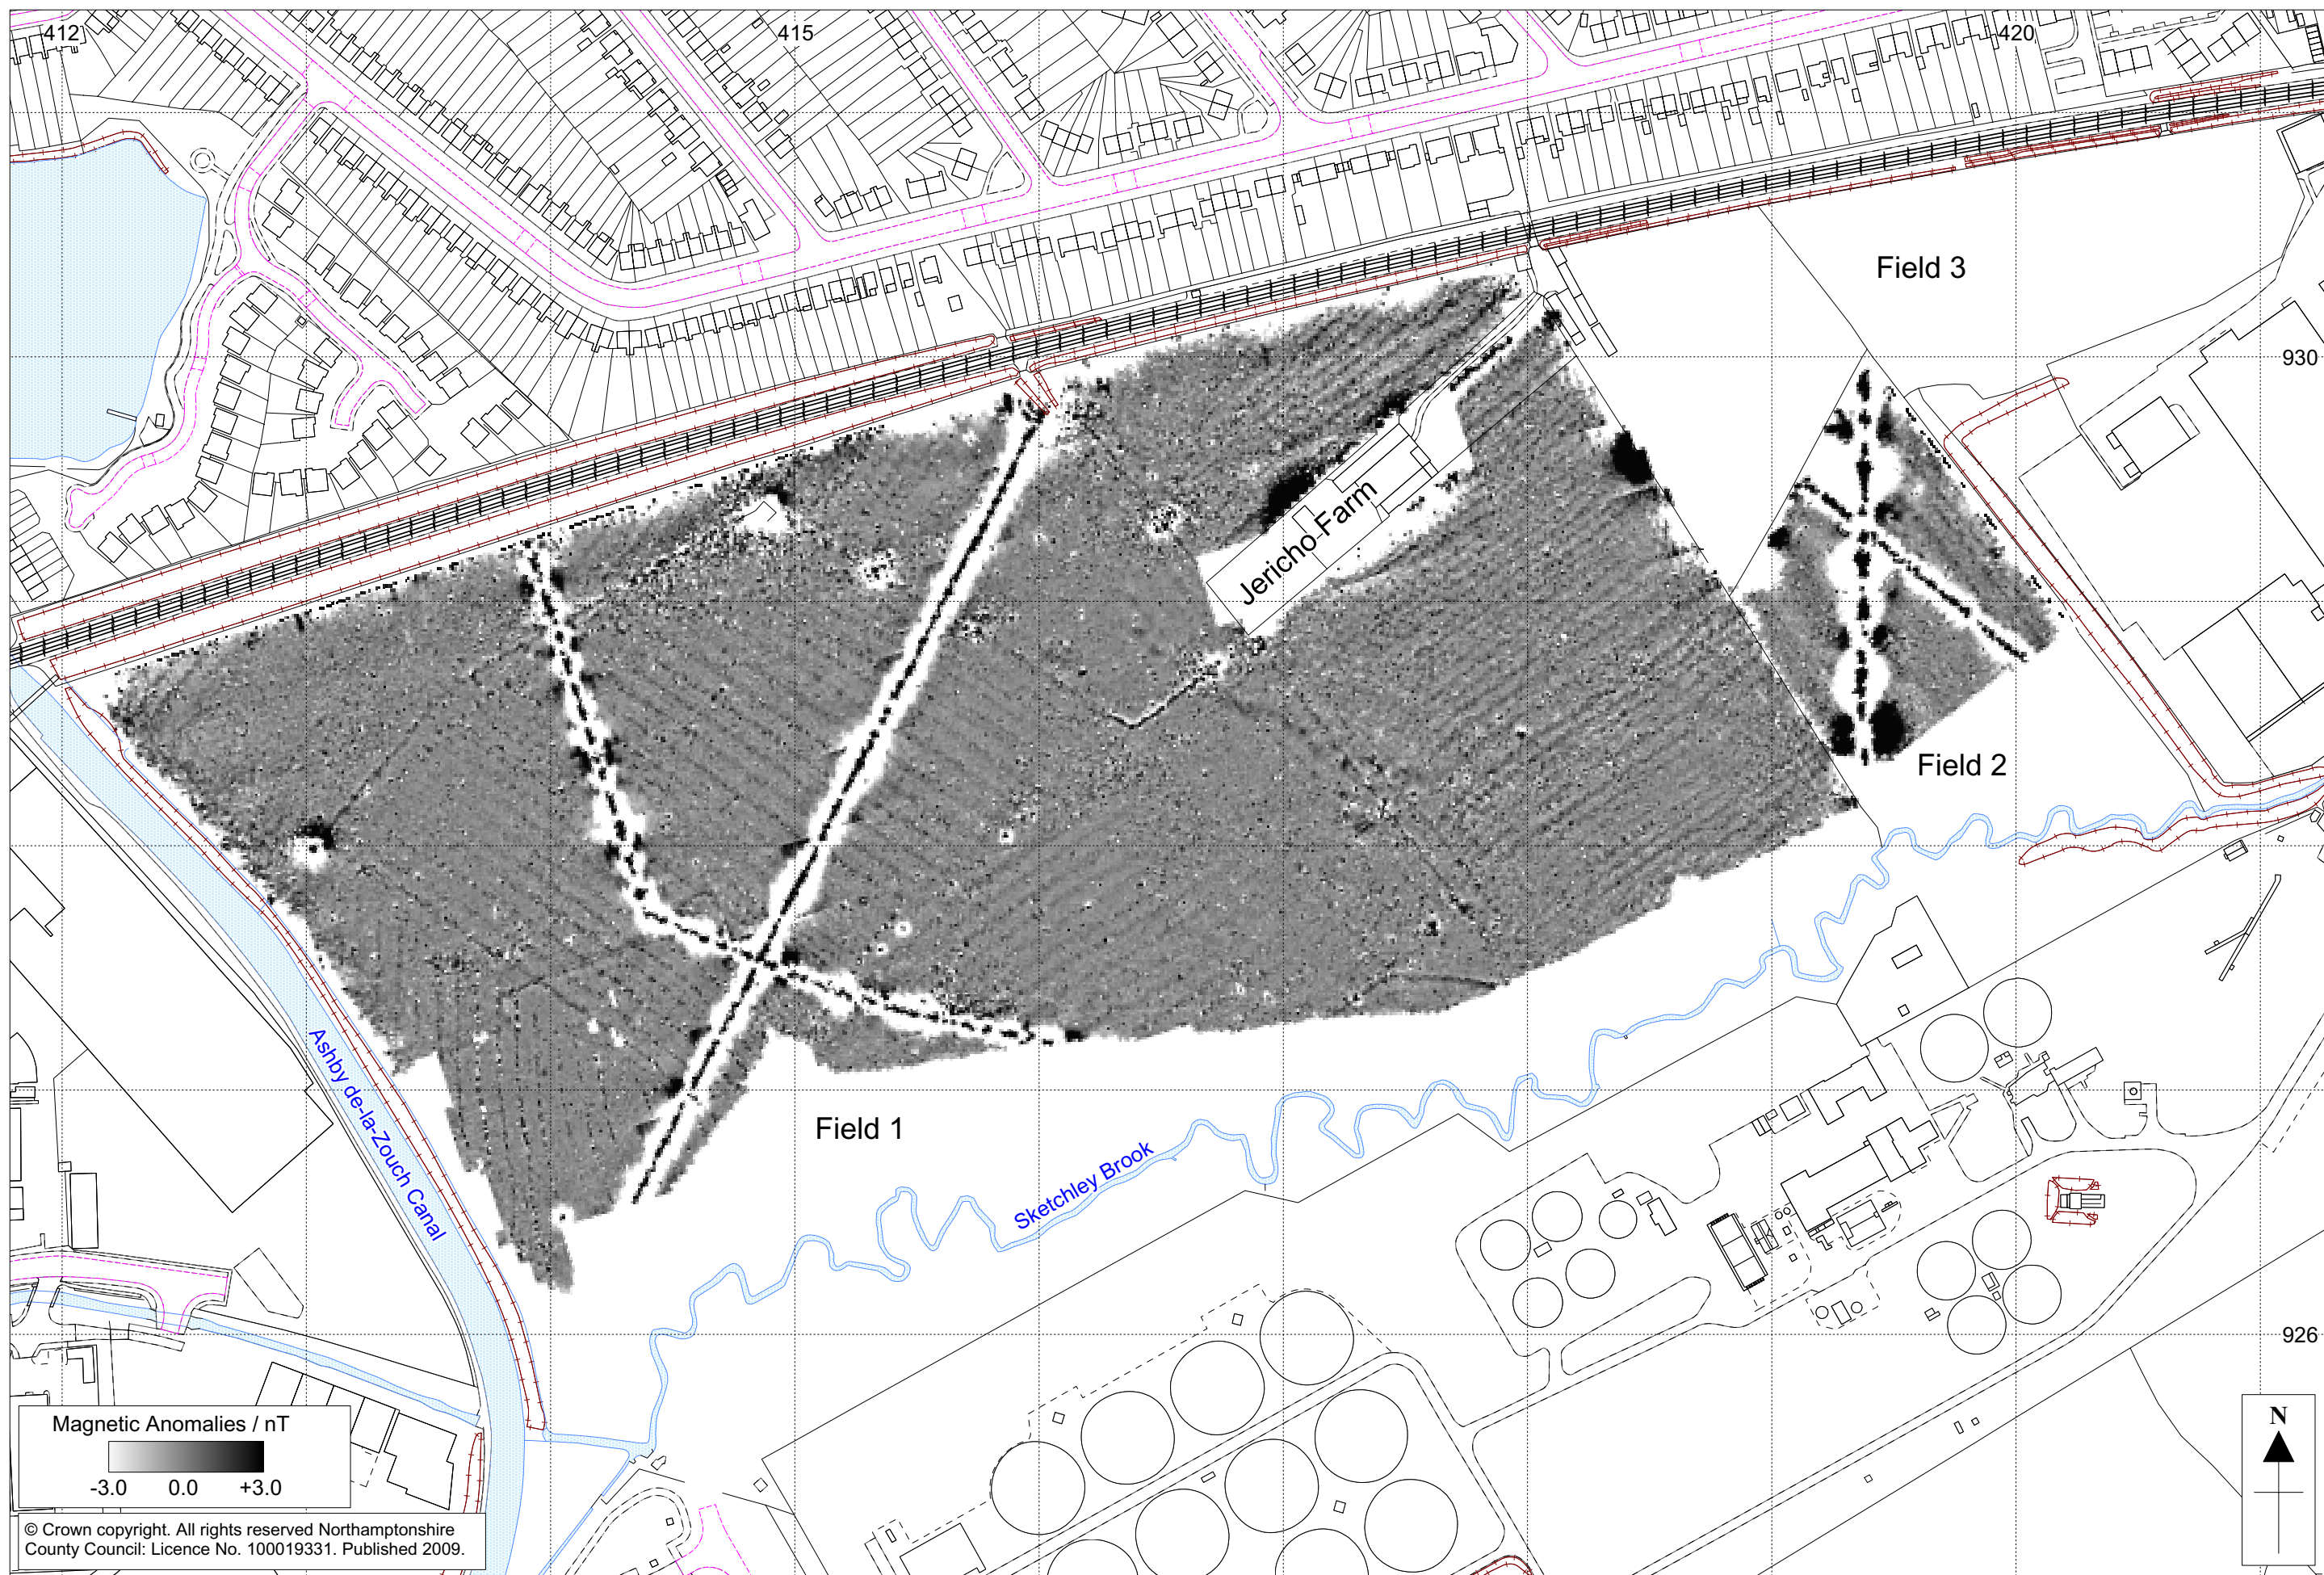 412
415
420
Field 3
930
Jericho Farm
Field 2
Field 1
Ashby de-la-Zouch Canal
Sketchley Brook
926
Magnetic Anomalies / nT
-3.0 0.0 +3.0
N
© Crown copyright. All rights reserved Northamptonshire
County Council: Licence No. 100019331. Published 2009.